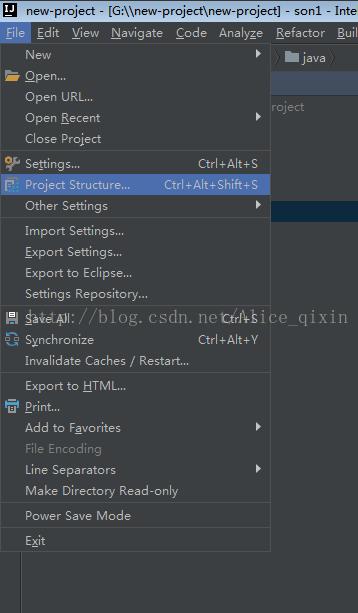 new-project - [G:\\new-project\new-project] - son1 - Inte
File Edit View Navigate Code Analyze Refactor Buil
New
java
Open...
Open URL...
Open Recent
roject
Close Project
Settings... Ctrl+Alt+S
Project Structure... Ctrl+Alt+Shift+S
Other Settings
Import Settings...
Export Settings...
Export to Eclipse...
Settings Repository...
Save All Ctrl+S
http://blog.csdn.net/Alice_qixin
Synchronize Ctrl+Alt+Y
Invalidate Caches / Restart...
Export to HTML...
Print...
Add to Favorites
File Encoding
Line Separators
Make Directory Read-only
Power Save Mode
Exit